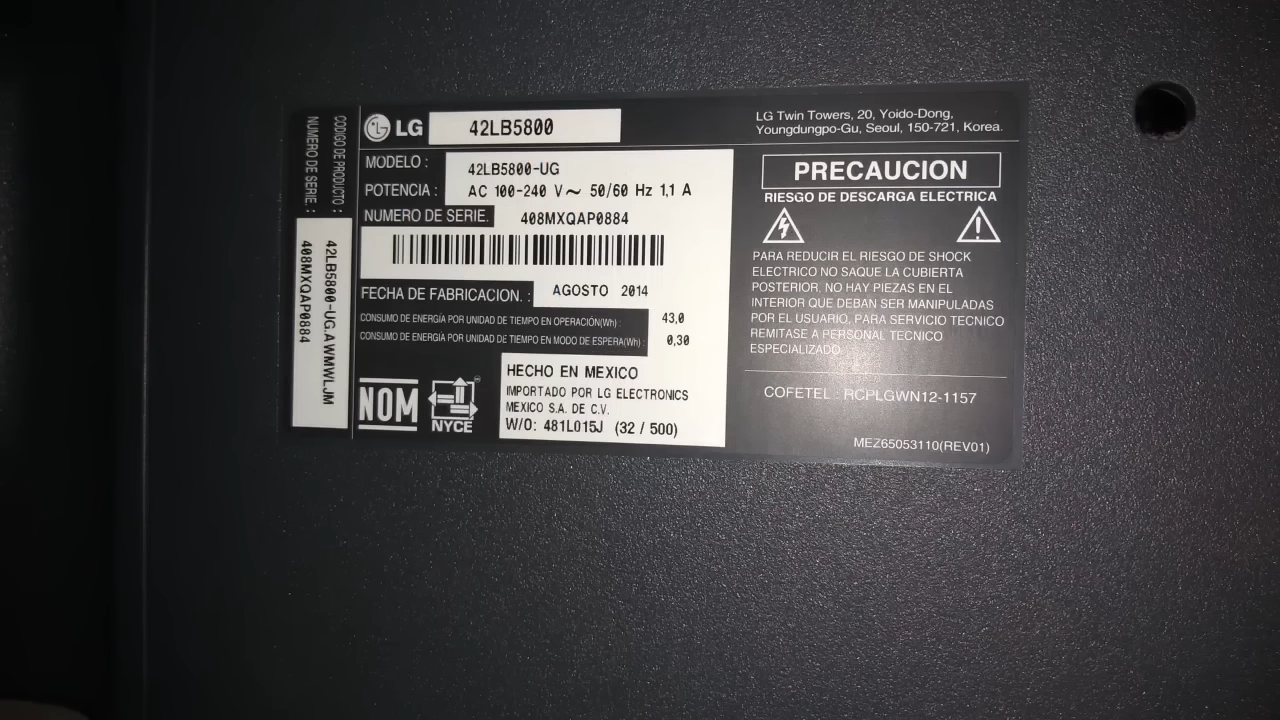 CODIGO DE PRODUCTO :
NUMERO DE SERIE. :
42LB5800-UG.AWMWLJM
408MXQAP0884
LG 42LB5800
MODELO : 42LB5800-UG
POTENCIA : AC 100-240 V ~ 50/60 Hz 1,1 A
NUMERO DE SERIE. 408MXQAP0884
FECHA DE FABRICACION. : AGOSTO 2014
CONSUMO DE ENERGÍA POR UNIDAD DE TIEMPO EN OPERACIÓN(Wh) : 43,0
CONSUMO DE ENERGÍA POR UNIDAD DE TIEMPO EN MODO DE ESPERA(Wh) : 0,30
NOM
NYCE
HECHO EN MEXICO
IMPORTADO POR LG ELECTRONICS
MEXICO S.A. DE C.V.
W/O: 481L015J (32 / 500)
LG Twin Towers, 20, Yoido-Dong,
Youngdungpo-Gu, Seoul, 150-721, Korea.
PRECAUCION
RIESGO DE DESCARGA ELECTRICA
PARA REDUCIR EL RIESGO DE SHOCK
ELECTRICO NO SAQUE LA CUBIERTA
POSTERIOR, NO HAY PIEZAS EN EL
INTERIOR QUE DEBAN SER MANIPULADAS
POR EL USUARIO, PARA SERVICIO TECNICO
REMITASE A PERSONAL TECNICO
ESPECIALIZADO
COFETEL : RCPLGWN12-1157
MEZ65053110(REV01)